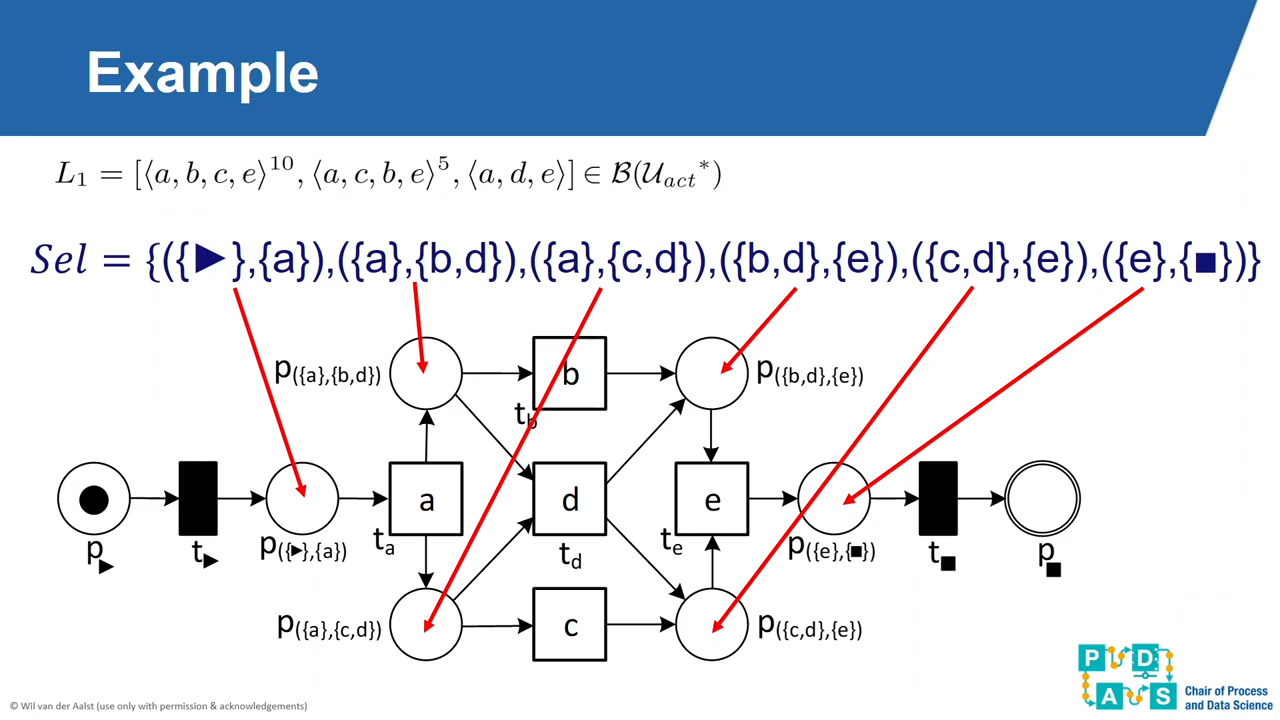 Example
L₁ = [⟨a, b, c, e⟩¹⁰, ⟨a, c, b, e⟩⁵, ⟨a, d, e⟩] ∈ ℬ(𝒰ₐ꜀ₜ*)
Sel = {({►},{a}),({a},{b,d}),({a},{c,d}),({b,d},{e}),({c,d},{e}),({e},{■})}
p({a},{b,d}) b p({b,d},{e})
t_b
a d e
p► t► p({►},{a}) t_a t_d t_e p({e},{■}) t■ p■
p({a},{c,d}) c p({c,d},{e})
P D
A S
Chair of Process
and Data Science
© Wil van der Aalst (use only with permission & acknowledgements)